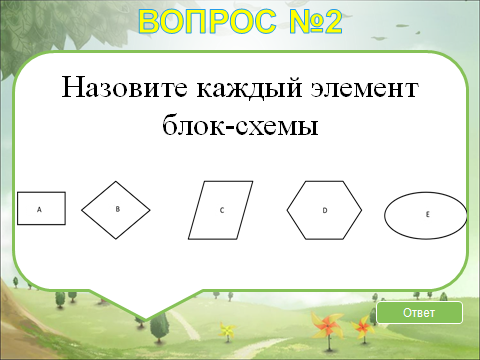 ВОПРОС №2
Назовите каждый элемент
блок-схемы
A B C D E
Ответ